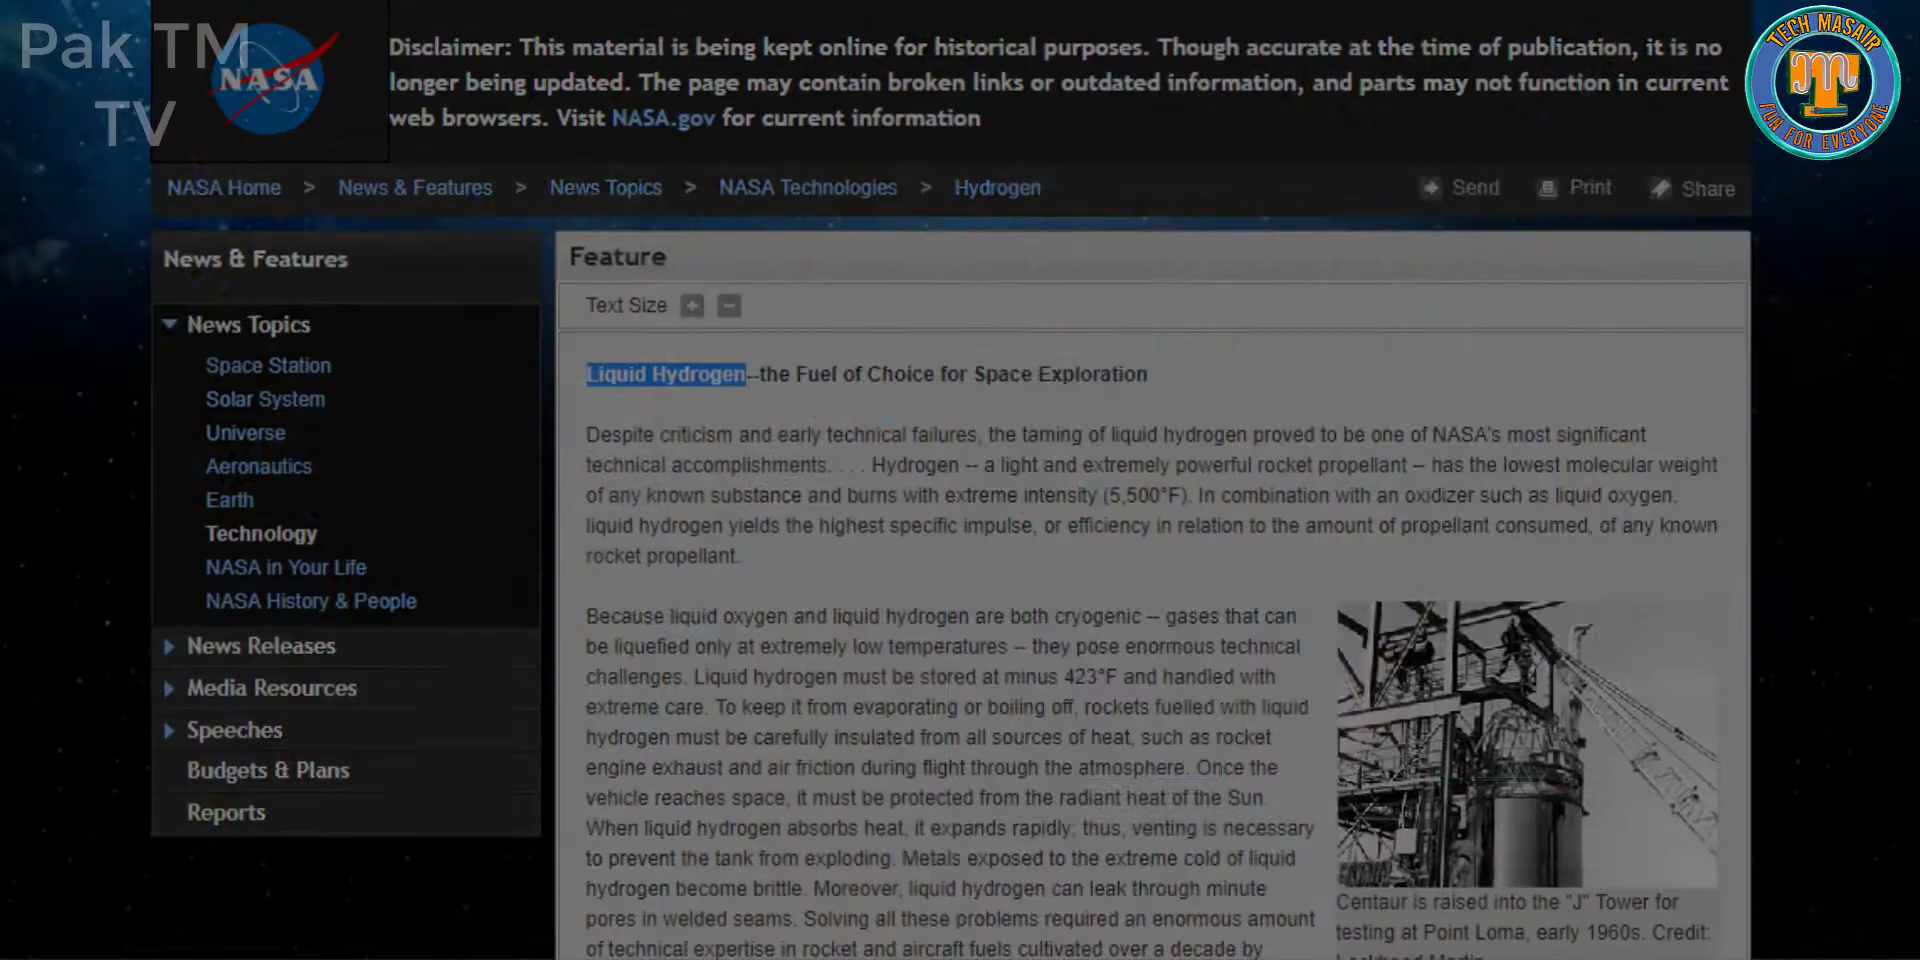 Pak TM
TV
NASA
Disclaimer: This material is being kept online for historical purposes. Though accurate at the time of publication, it is no
longer being updated. The page may contain broken links or outdated information, and parts may not function in current
web browsers. Visit NASA.gov for current information
TECH MASAIR
TM
FUN FOR EVERYONE
NASA Home > News & Features > News Topics > NASA Technologies > Hydrogen
Send Print Share
News & Features
News Topics
Space Station
Solar System
Universe
Aeronautics
Earth
Technology
NASA in Your Life
NASA History & People
News Releases
Media Resources
Speeches
Budgets & Plans
Reports
Feature
Text Size + -
Liquid Hydrogen--the Fuel of Choice for Space Exploration
Despite criticism and early technical failures, the taming of liquid hydrogen proved to be one of NASA's most significant
technical accomplishments. . . . Hydrogen -- a light and extremely powerful rocket propellant -- has the lowest molecular weight
of any known substance and burns with extreme intensity (5,500°F). In combination with an oxidizer such as liquid oxygen,
liquid hydrogen yields the highest specific impulse, or efficiency in relation to the amount of propellant consumed, of any known
rocket propellant.
Because liquid oxygen and liquid hydrogen are both cryogenic -- gases that can
be liquefied only at extremely low temperatures -- they pose enormous technical
challenges. Liquid hydrogen must be stored at minus 423°F and handled with
extreme care. To keep it from evaporating or boiling off, rockets fuelled with liquid
hydrogen must be carefully insulated from all sources of heat, such as rocket
engine exhaust and air friction during flight through the atmosphere. Once the
vehicle reaches space, it must be protected from the radiant heat of the Sun.
When liquid hydrogen absorbs heat, it expands rapidly; thus, venting is necessary
to prevent the tank from exploding. Metals exposed to the extreme cold of liquid
hydrogen become brittle. Moreover, liquid hydrogen can leak through minute
pores in welded seams. Solving all these problems required an enormous amount
of technical expertise in rocket and aircraft fuels cultivated over a decade by
Centaur is raised into the "J" Tower for
testing at Point Loma, early 1960s. Credit: